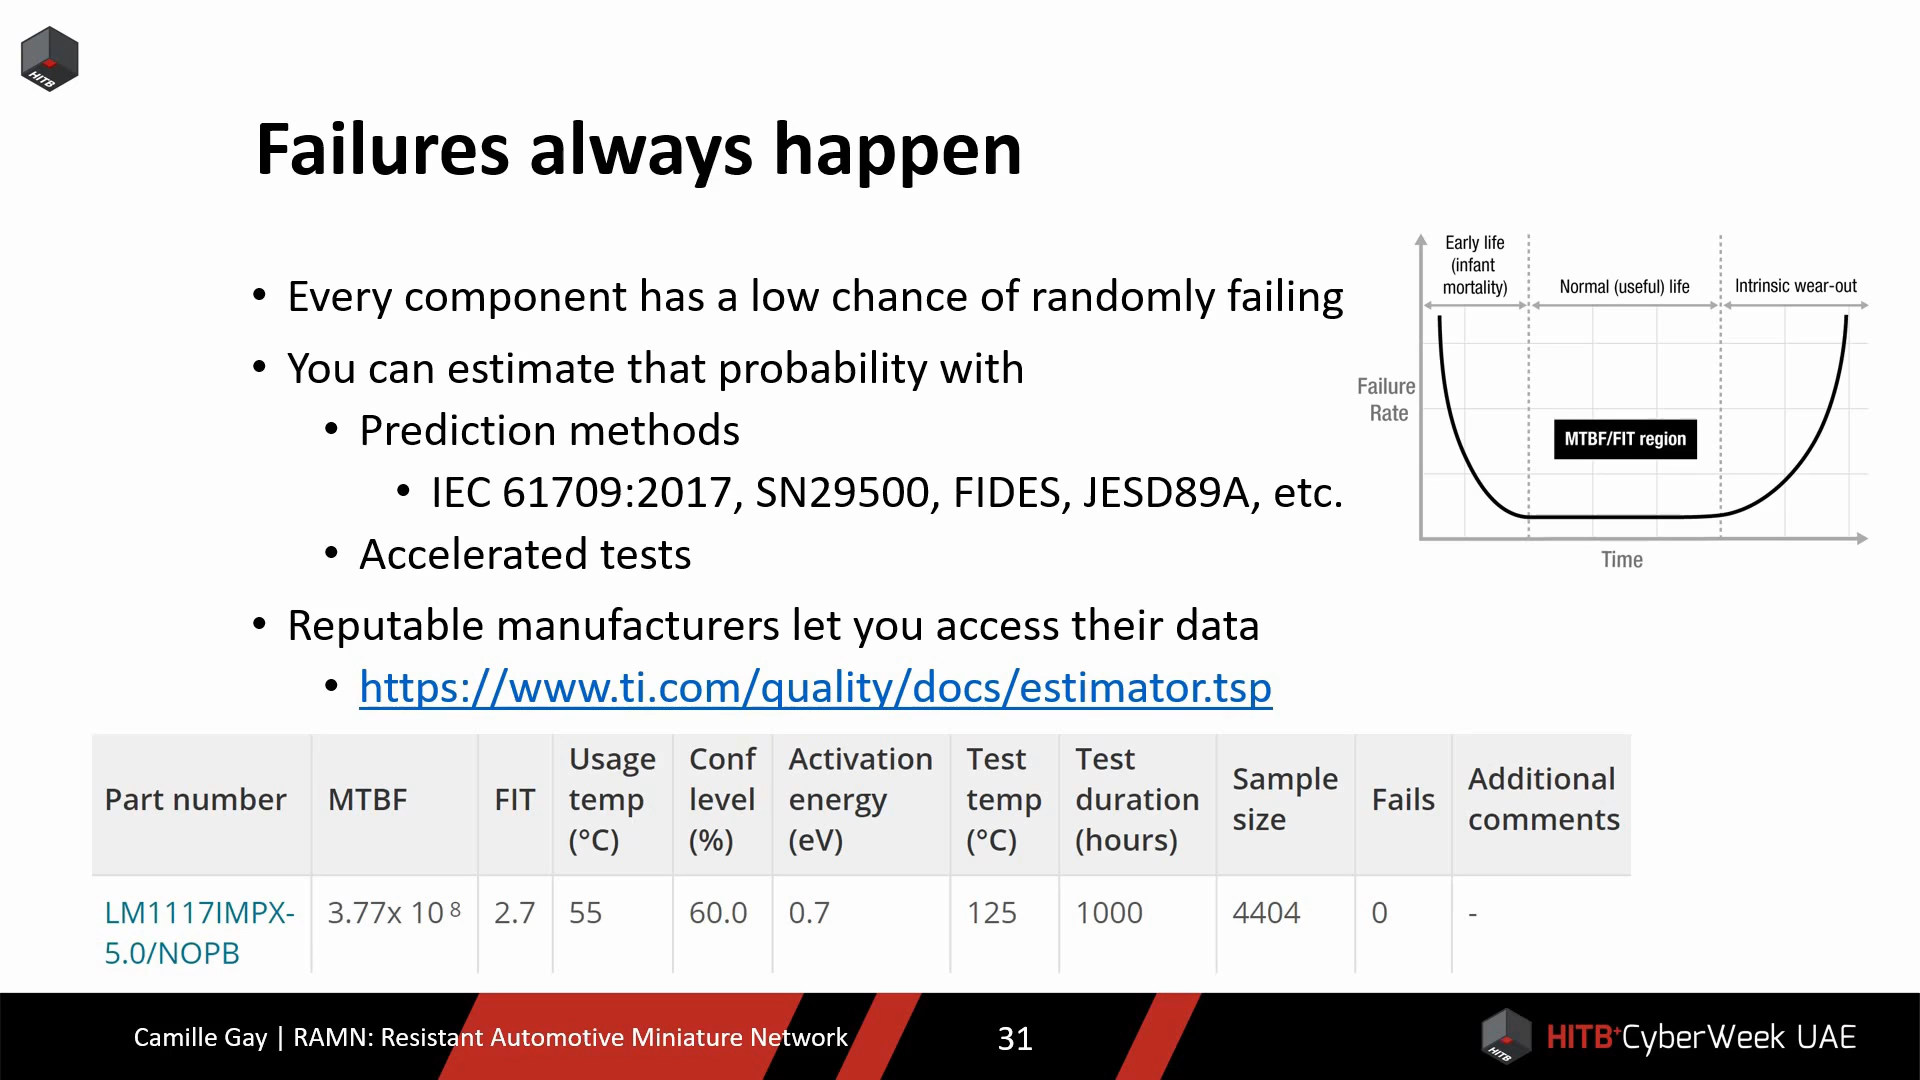 HITB
Failures always happen
• Every component has a low chance of randomly failing
• You can estimate that probability with
• Prediction methods
• IEC 61709:2017, SN29500, FIDES, JESD89A, etc.
• Accelerated tests
• Reputable manufacturers let you access their data
• https://www.ti.com/quality/docs/estimator.tsp
Early life
(infant
mortality)
Normal (useful) life
Intrinsic wear-out
Failure
Rate
MTBF/FIT region
Time
Part number
MTBF
FIT
Usage
temp
(°C)
Conf
level
(%)
Activation
energy
(eV)
Test
temp
(°C)
Test
duration
(hours)
Sample
size
Fails
Additional
comments
LM1117IMPX-
5.0/NOPB
3.77x 10 8
2.7
55
60.0
0.7
125
1000
4404
0
-
Camille Gay | RAMN: Resistant Automotive Miniature Network
31
HITB
HITB+CyberWeek UAE